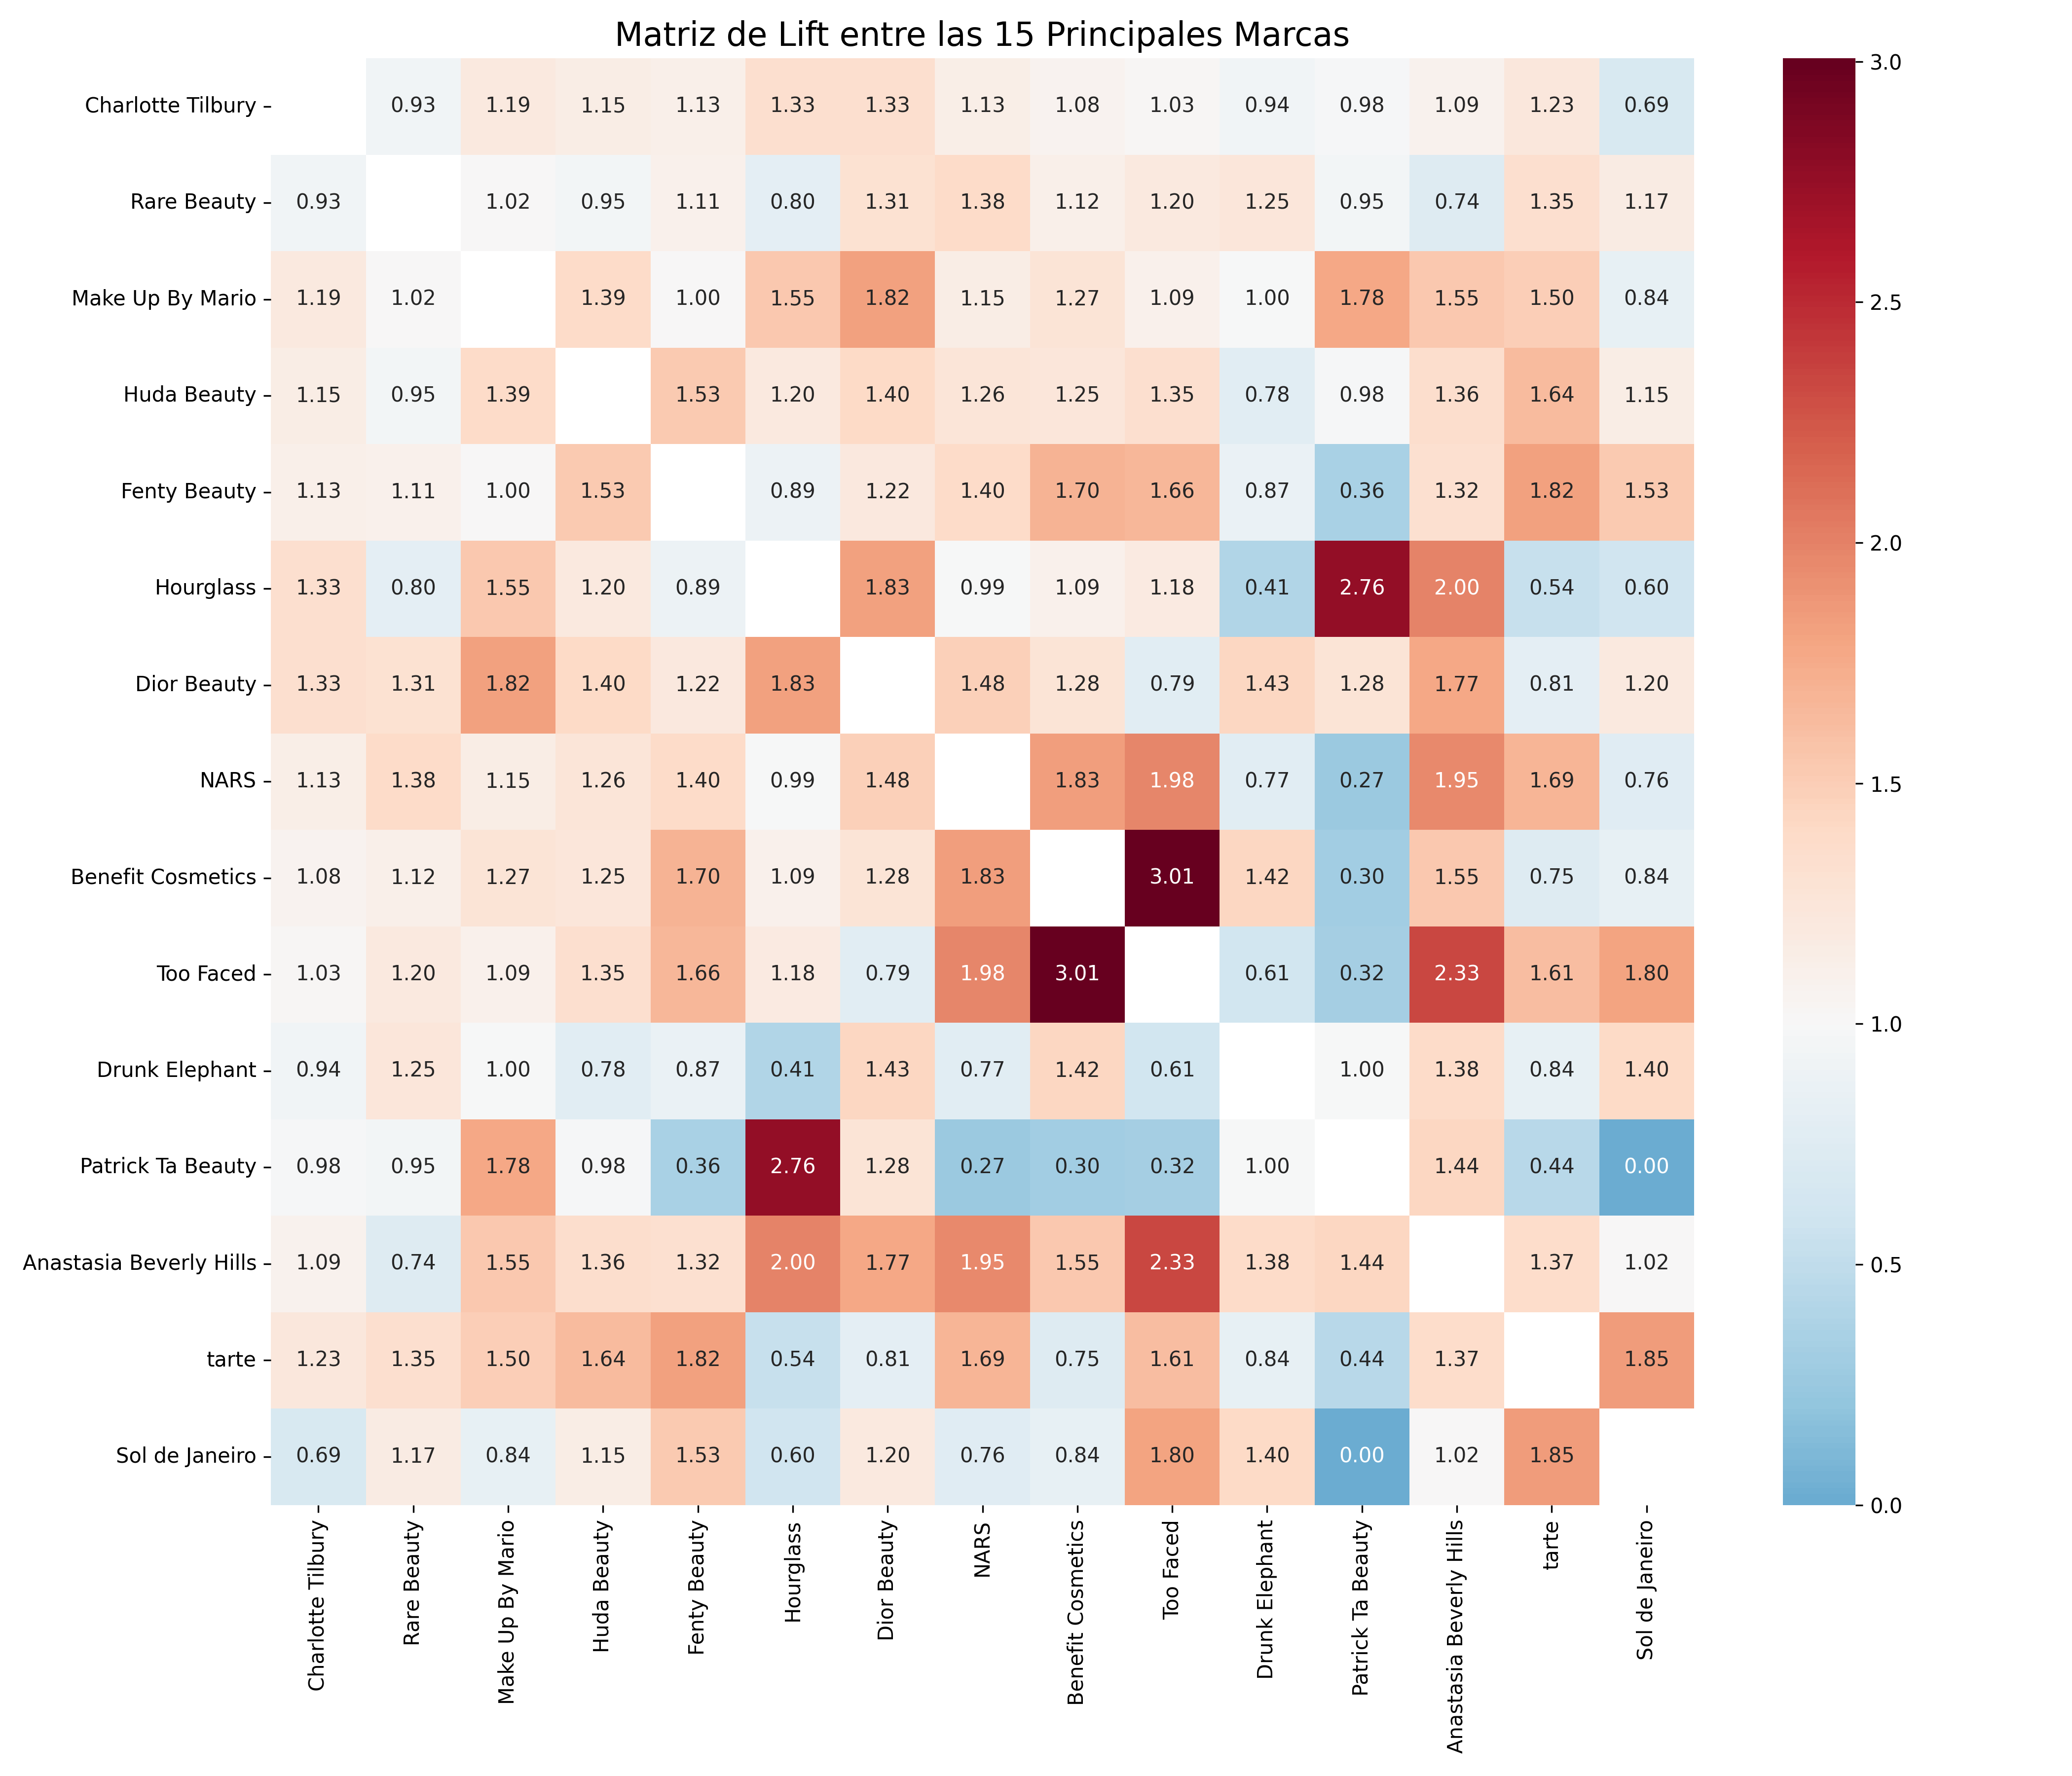 Matriz de Lift entre las 15 Principales Marcas
Charlotte Tilbury 0.93 1.19 1.15 1.13 1.33 1.33 1.13 1.08 1.03 0.94 0.98 1.09 1.23 0.69
Rare Beauty 0.93 1.02 0.95 1.11 0.80 1.31 1.38 1.12 1.20 1.25 0.95 0.74 1.35 1.17
Make Up By Mario 1.19 1.02 1.39 1.00 1.55 1.82 1.15 1.27 1.09 1.00 1.78 1.55 1.50 0.84
Huda Beauty 1.15 0.95 1.39 1.53 1.20 1.40 1.26 1.25 1.35 0.78 0.98 1.36 1.64 1.15
Fenty Beauty 1.13 1.11 1.00 1.53 0.89 1.22 1.40 1.70 1.66 0.87 0.36 1.32 1.82 1.53
Hourglass 1.33 0.80 1.55 1.20 0.89 1.83 0.99 1.09 1.18 0.41 2.76 2.00 0.54 0.60
Dior Beauty 1.33 1.31 1.82 1.40 1.22 1.83 1.48 1.28 0.79 1.43 1.28 1.77 0.81 1.20
NARS 1.13 1.38 1.15 1.26 1.40 0.99 1.48 1.83 1.98 0.77 0.27 1.95 1.69 0.76
Benefit Cosmetics 1.08 1.12 1.27 1.25 1.70 1.09 1.28 1.83 3.01 1.42 0.30 1.55 0.75 0.84
Too Faced 1.03 1.20 1.09 1.35 1.66 1.18 0.79 1.98 3.01 0.61 0.32 2.33 1.61 1.80
Drunk Elephant 0.94 1.25 1.00 0.78 0.87 0.41 1.43 0.77 1.42 0.61 1.00 1.38 0.84 1.40
Patrick Ta Beauty 0.98 0.95 1.78 0.98 0.36 2.76 1.28 0.27 0.30 0.32 1.00 1.44 0.44 0.00
Anastasia Beverly Hills 1.09 0.74 1.55 1.36 1.32 2.00 1.77 1.95 1.55 2.33 1.38 1.44 1.37 1.02
tarte 1.23 1.35 1.50 1.64 1.82 0.54 0.81 1.69 0.75 1.61 0.84 0.44 1.37 1.85
Sol de Janeiro 0.69 1.17 0.84 1.15 1.53 0.60 1.20 0.76 0.84 1.80 1.40 0.00 1.02 1.85
Charlotte Tilbury
Rare Beauty
Make Up By Mario
Huda Beauty
Fenty Beauty
Hourglass
Dior Beauty
NARS
Benefit Cosmetics
Too Faced
Drunk Elephant
Patrick Ta Beauty
Anastasia Beverly Hills
tarte
Sol de Janeiro
3.0
2.5
2.0
1.5
1.0
0.5
0.0